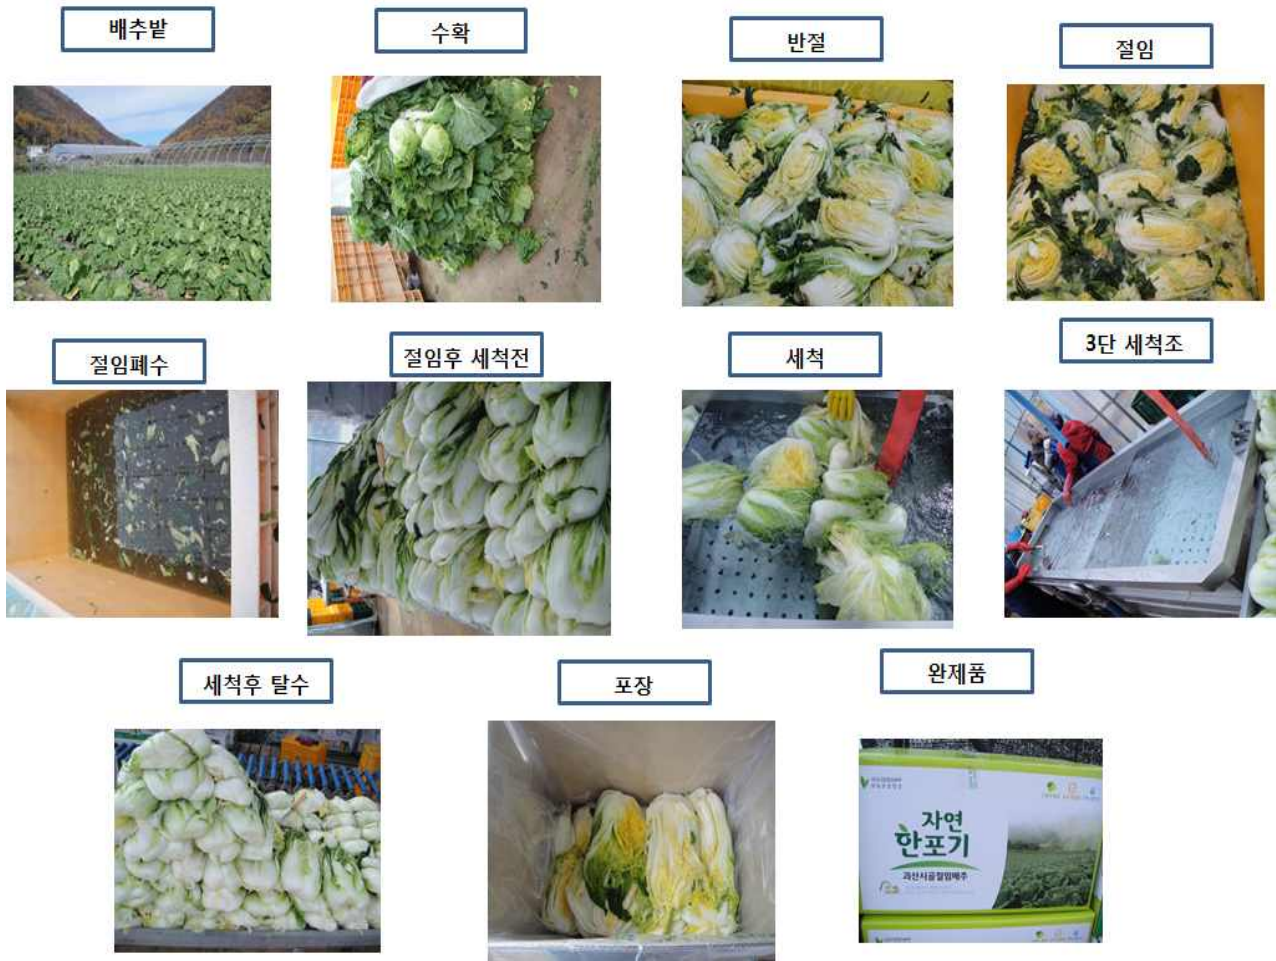 배추밭
수확
반절
절임
절임폐수
절임후 세척전
세척
3단 세척조
세척후 탈수
포장
완제품
자연
한포기
괴산시골절임배추